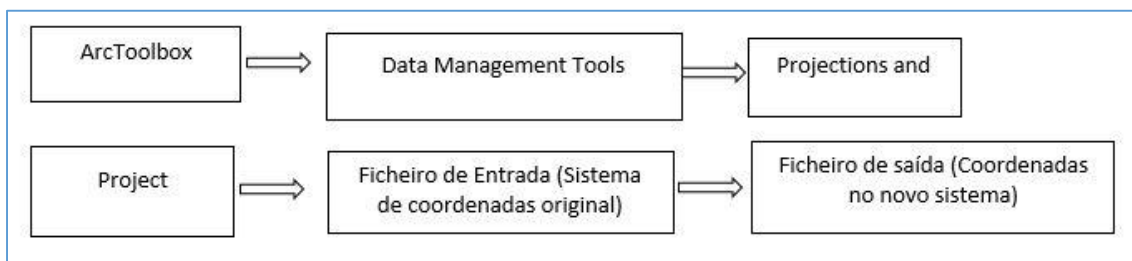 ArcToolbox
Data Management Tools
Projections and
Project
Ficheiro de Entrada (Sistema
de coordenadas original)
Ficheiro de saída (Coordenadas
no novo sistema)